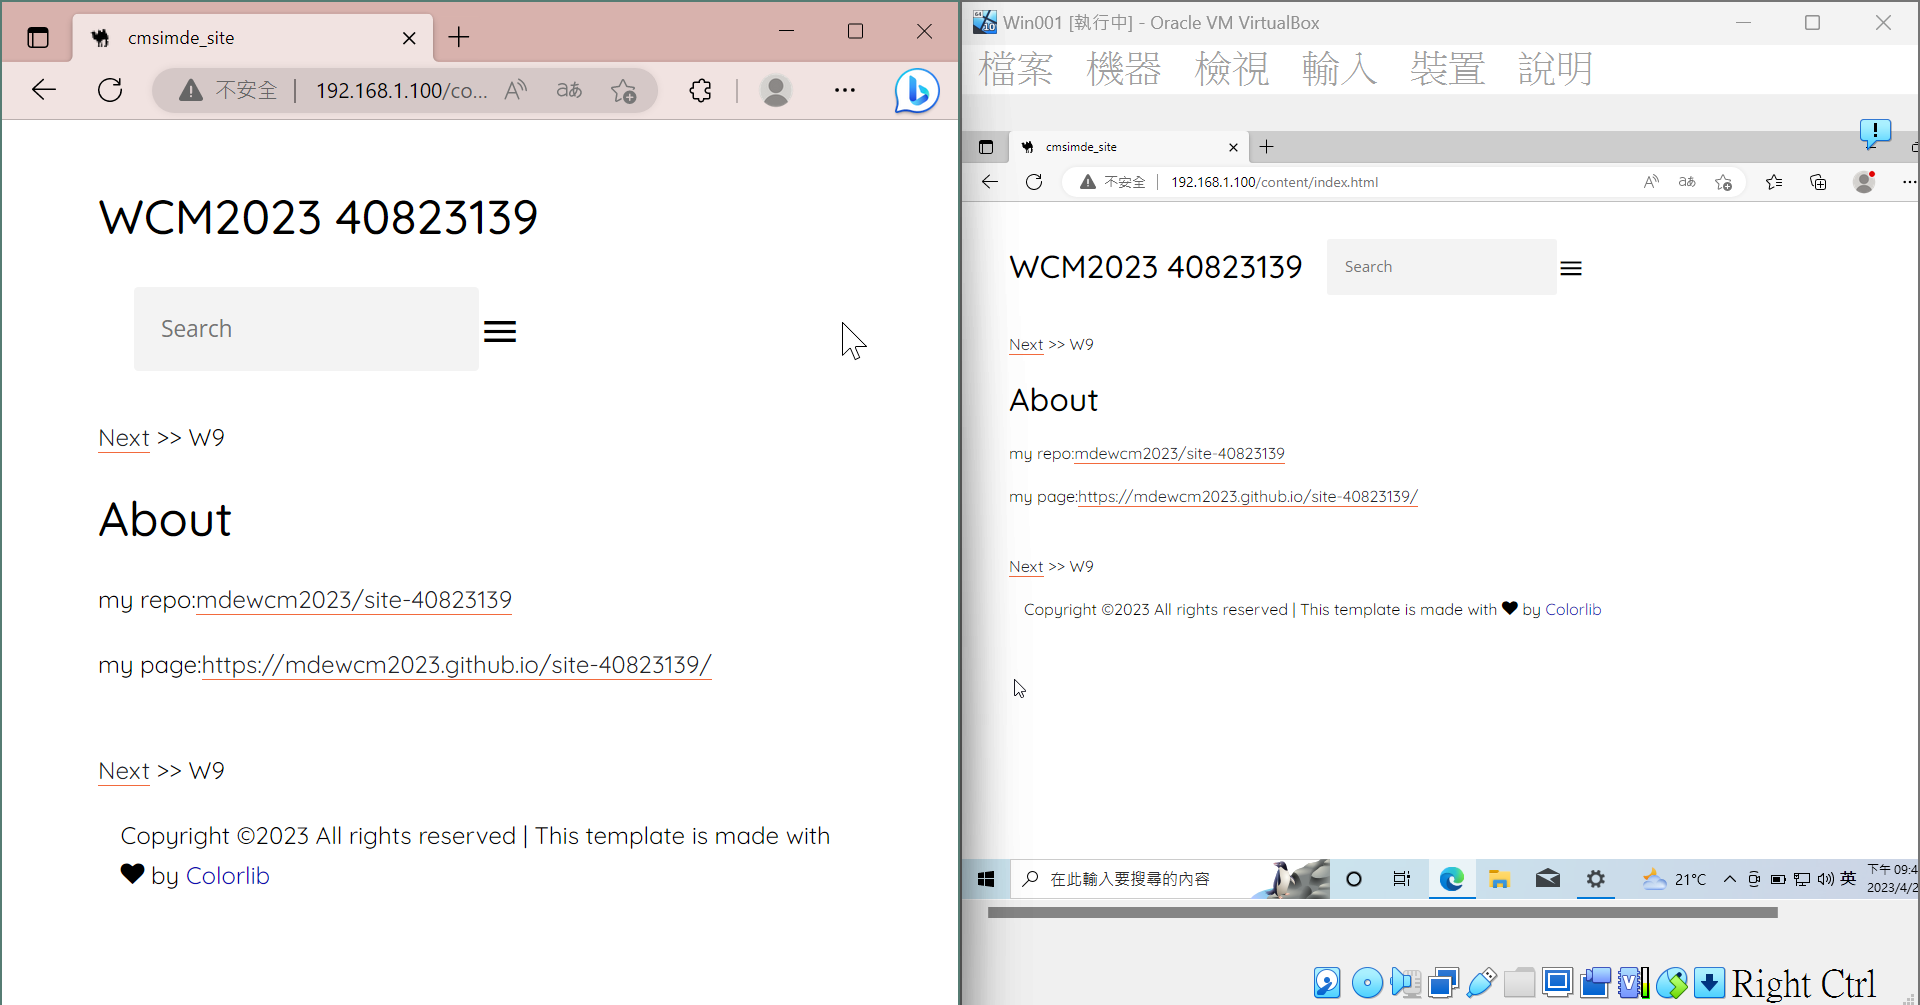 cmsimde_site
不安全 192.168.1.100/co...
WCM2023 40823139
Search
Next >> W9
About
my repo:mdewcm2023/site-40823139
my page:https://mdewcm2023.github.io/site-40823139/
Next >> W9
Copyright ©2023 All rights reserved | This template is made with
by Colorlib
Win001 [執行中] - Oracle VM VirtualBox
檔案 機器 檢視 輸入 裝置 說明
cmsimde_site
不安全 192.168.1.100/content/index.html
WCM2023 40823139 Search
Next >> W9
About
my repo:mdewcm2023/site-40823139
my page:https://mdewcm2023.github.io/site-40823139/
Next >> W9
Copyright ©2023 All rights reserved | This template is made with by Colorlib
在此輸入要搜尋的內容 21°C 英 下午 09:4
2023/4/2
Right Ctrl